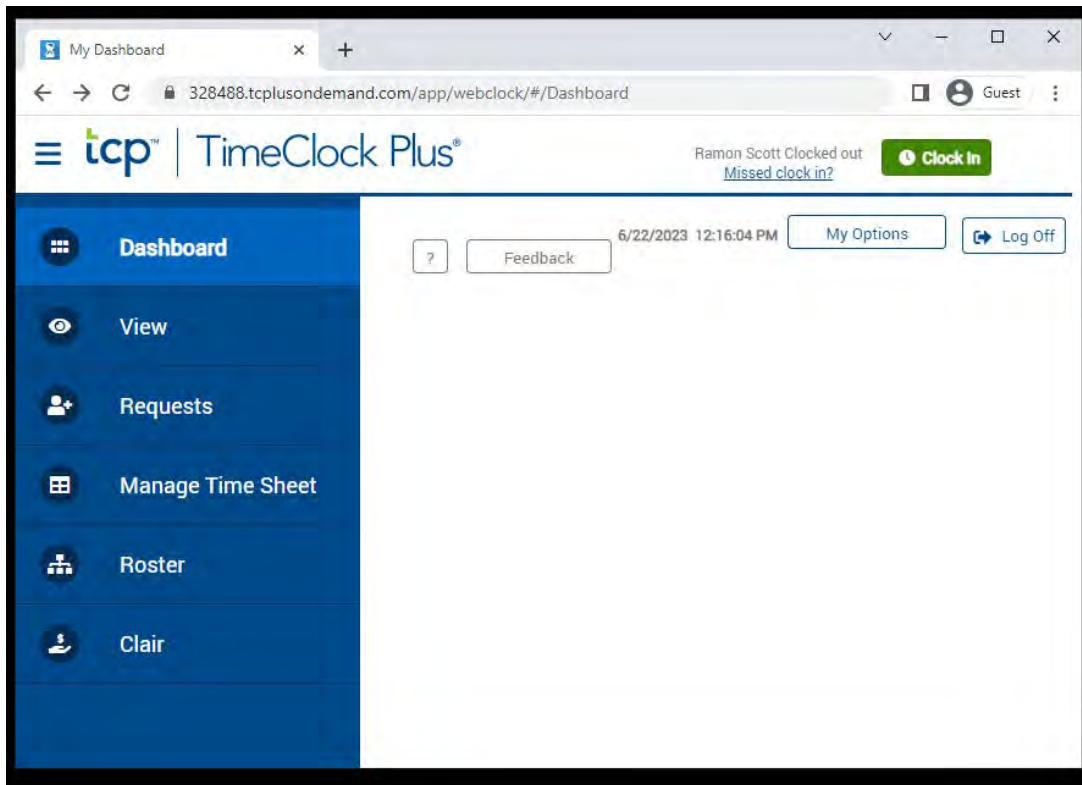 My Dashboard
328488.tcplusondemand.com/app/webclock/#/Dashboard
Guest
tcp™ | TimeClock Plus®
Ramon Scott Clocked out
Missed clock in?
Clock In
Dashboard
? Feedback 6/22/2023 12:16:04 PM My Options Log Off
View
Requests
Manage Time Sheet
Roster
Clair